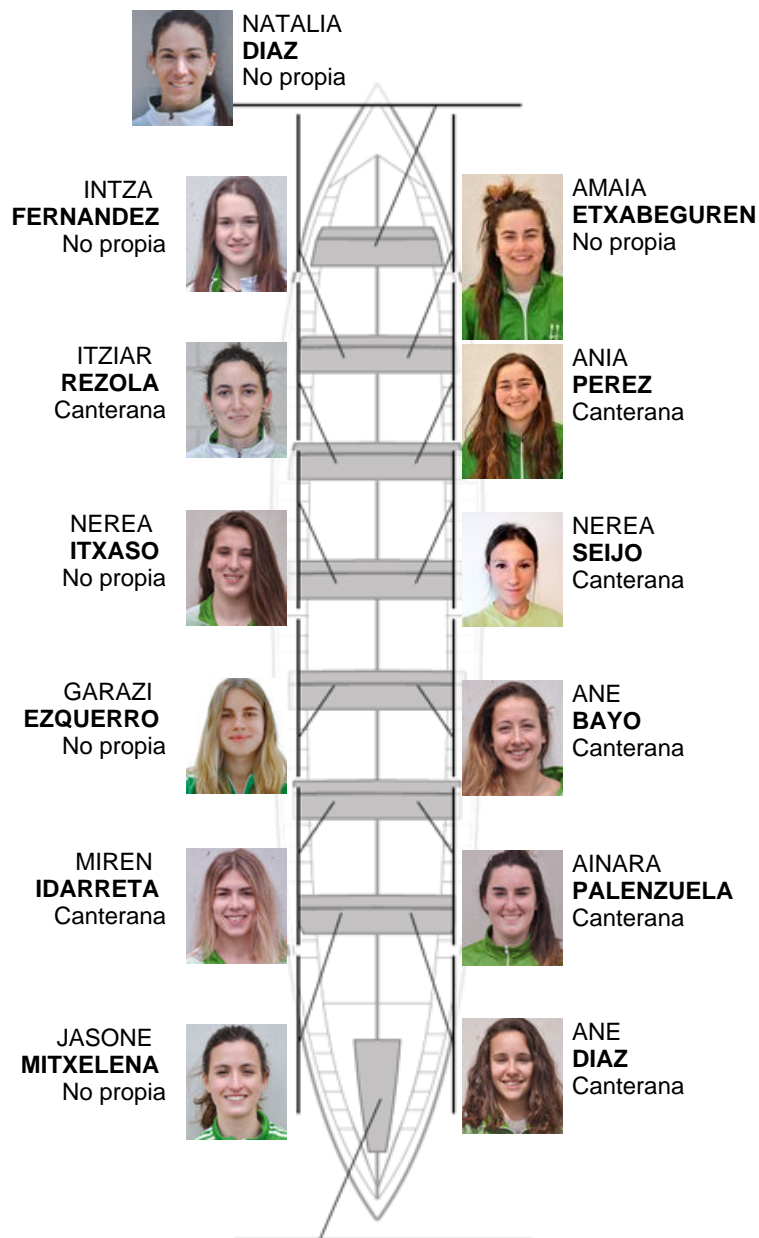 NATALIA
DIAZ
No propia
INTZA
FERNANDEZ
No propia
AMAIA
ETXABEGUREN
No propia
ITZIAR
REZOLA
Canterana
ANIA
PEREZ
Canterana
NEREA
ITXASO
No propia
NEREA
SEIJO
Canterana
GARAZI
EZQUERRO
No propia
ANE
BAYO
Canterana
MIREN
IDARRETA
Canterana
AINARA
PALENZUELA
Canterana
JASONE
MITXELENA
No propia
ANE
DIAZ
Canterana